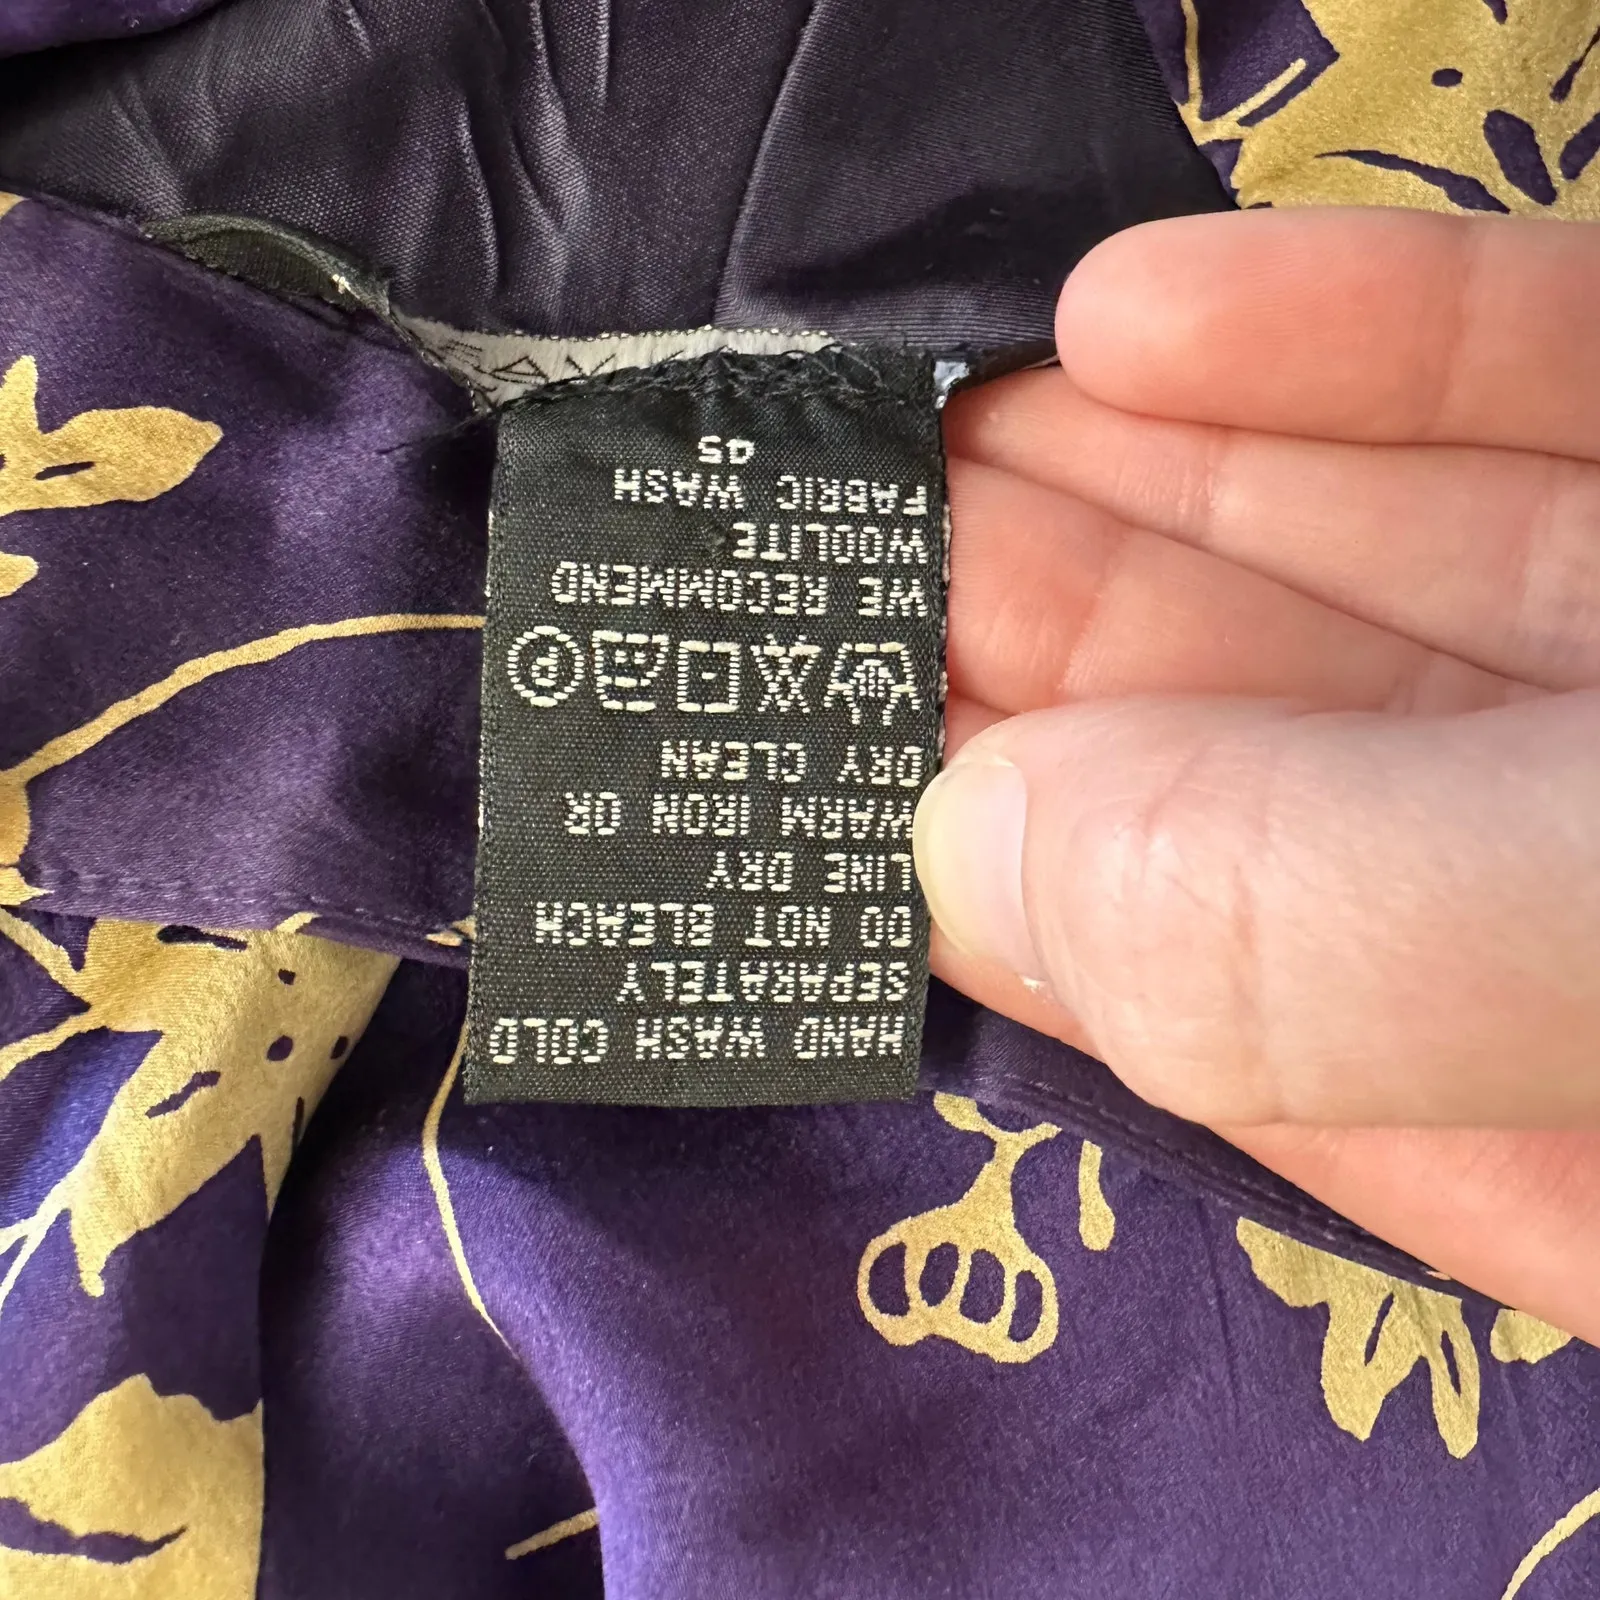 HAND WASH COLD
SEPARATELY
DO NOT BLEACH
LINE DRY
WARM IRON OR
DRY CLEAN
P
WE RECOMMEND
WOOLITE
FABRIC WASH